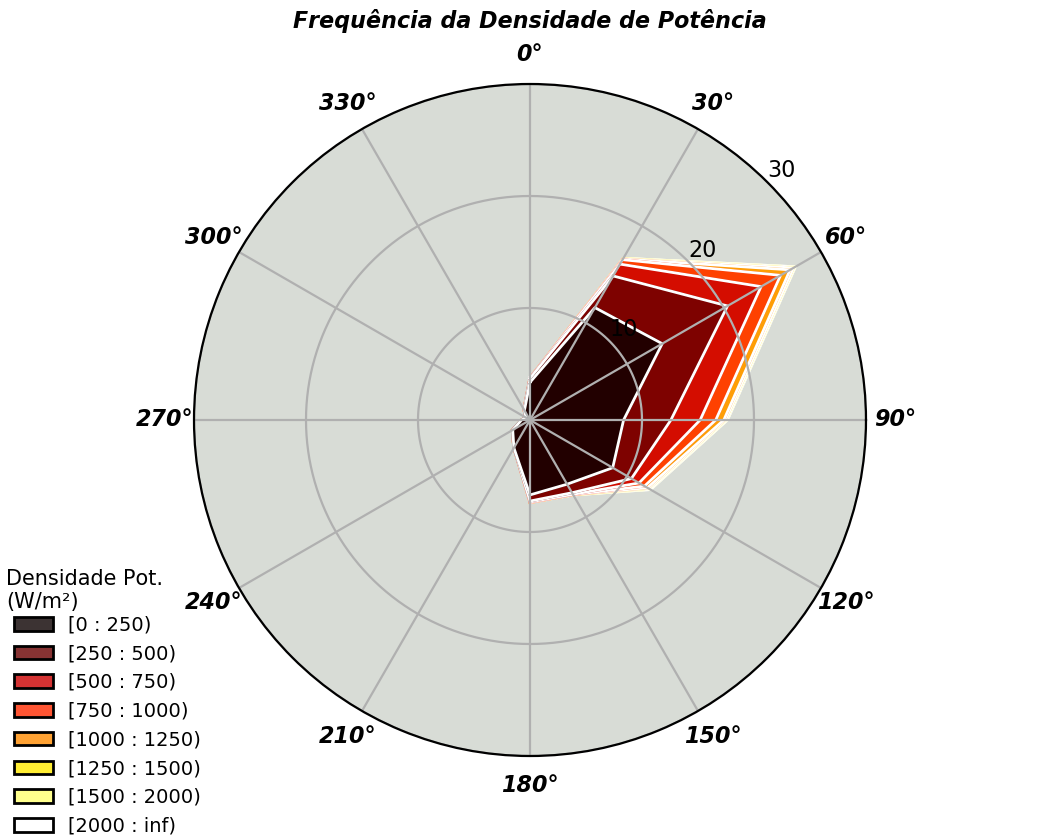 Frequência da Densidade de Potência
0°
330°
30°
30
300°
60°
20
10
270°
90°
240°
120°
210°
150°
180°
Densidade Pot.
(W/m²)
[0 : 250)
[250 : 500)
[500 : 750)
[750 : 1000)
[1000 : 1250)
[1250 : 1500)
[1500 : 2000)
[2000 : inf)